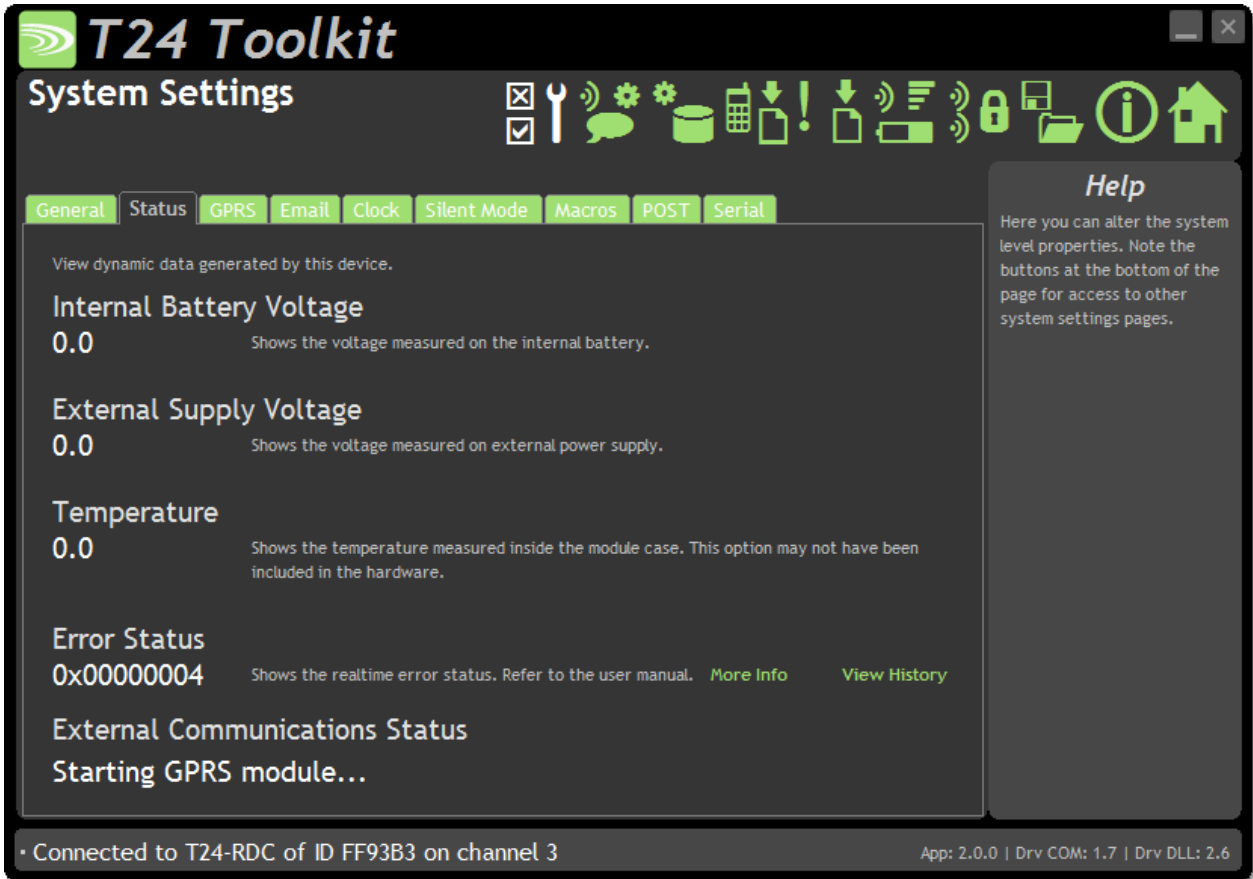 T24 Toolkit
System Settings
General Status GPRS Email Clock Silent Mode Macros POST Serial
View dynamic data generated by this device.
Internal Battery Voltage
0.0 Shows the voltage measured on the internal battery.
External Supply Voltage
0.0 Shows the voltage measured on external power supply.
Temperature
0.0 Shows the temperature measured inside the module case. This option may not have been
included in the hardware.
Error Status
0x00000004 Shows the realtime error status. Refer to the user manual. More Info View History
External Communications Status
Starting GPRS module...
Help
Here you can alter the system
level properties. Note the
buttons at the bottom of the
page for access to other
system settings pages.
Connected to T24-RDC of ID FF93B3 on channel 3
App: 2.0.0 | Drv COM: 1.7 | Drv DLL: 2.6